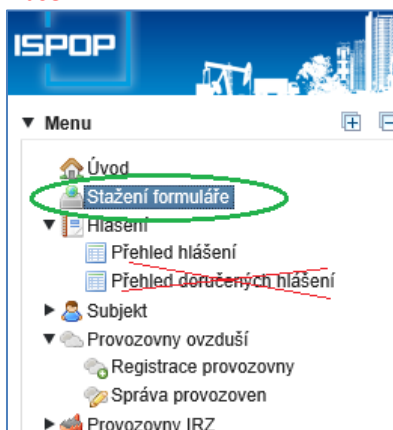 ISPOP
Menu
Úvod
Stažení formuláře
Hlášení
Přehled hlášení
Přehled doručených hlášení
Subjekt
Provozovny ovzduší
Registrace provozovny
Správa provozoven
Provozovny IRZ